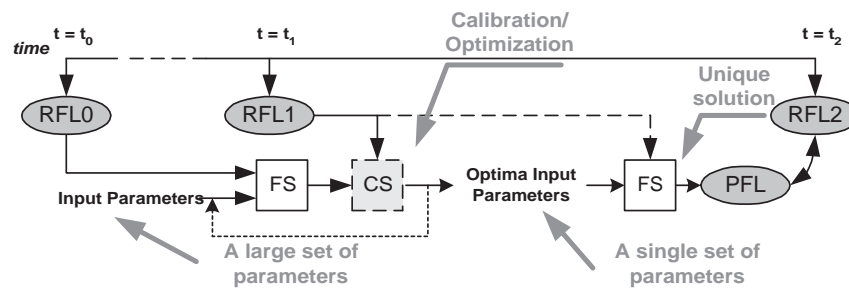 Calibration/
Optimization
time
t = t0
t = t1
t = t2
Unique
solution
RFL0
RFL1
RFL2
Input Parameters
FS
CS
Optima Input
Parameters
FS
PFL
A large set of
parameters
A single set of
parameters